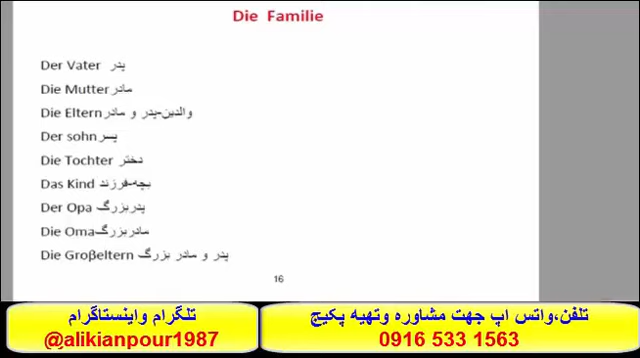 Die Familie
Der Vater پدر
Die Mutter مادر
Die Eltern والدین-پدر و مادر
Der sohn پسر
Die Tochter دختر
Das Kind بچه-فرزند
Der Opa پدربزرگ
Die Oma مادربزرگ
Die Groβeltern پدر و مادر بزرگ
16
تلگرام واینستاگرام
@alikianpour1987
تلفن،واتس اپ جهت مشاوره وتهیه پکیج
0916 533 1563